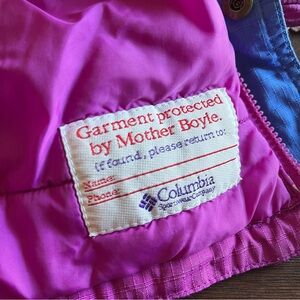 Garment protected
by Mother Boyle.
if found, please return to:
Name:
Phone:
Columbia
Sportswear Company